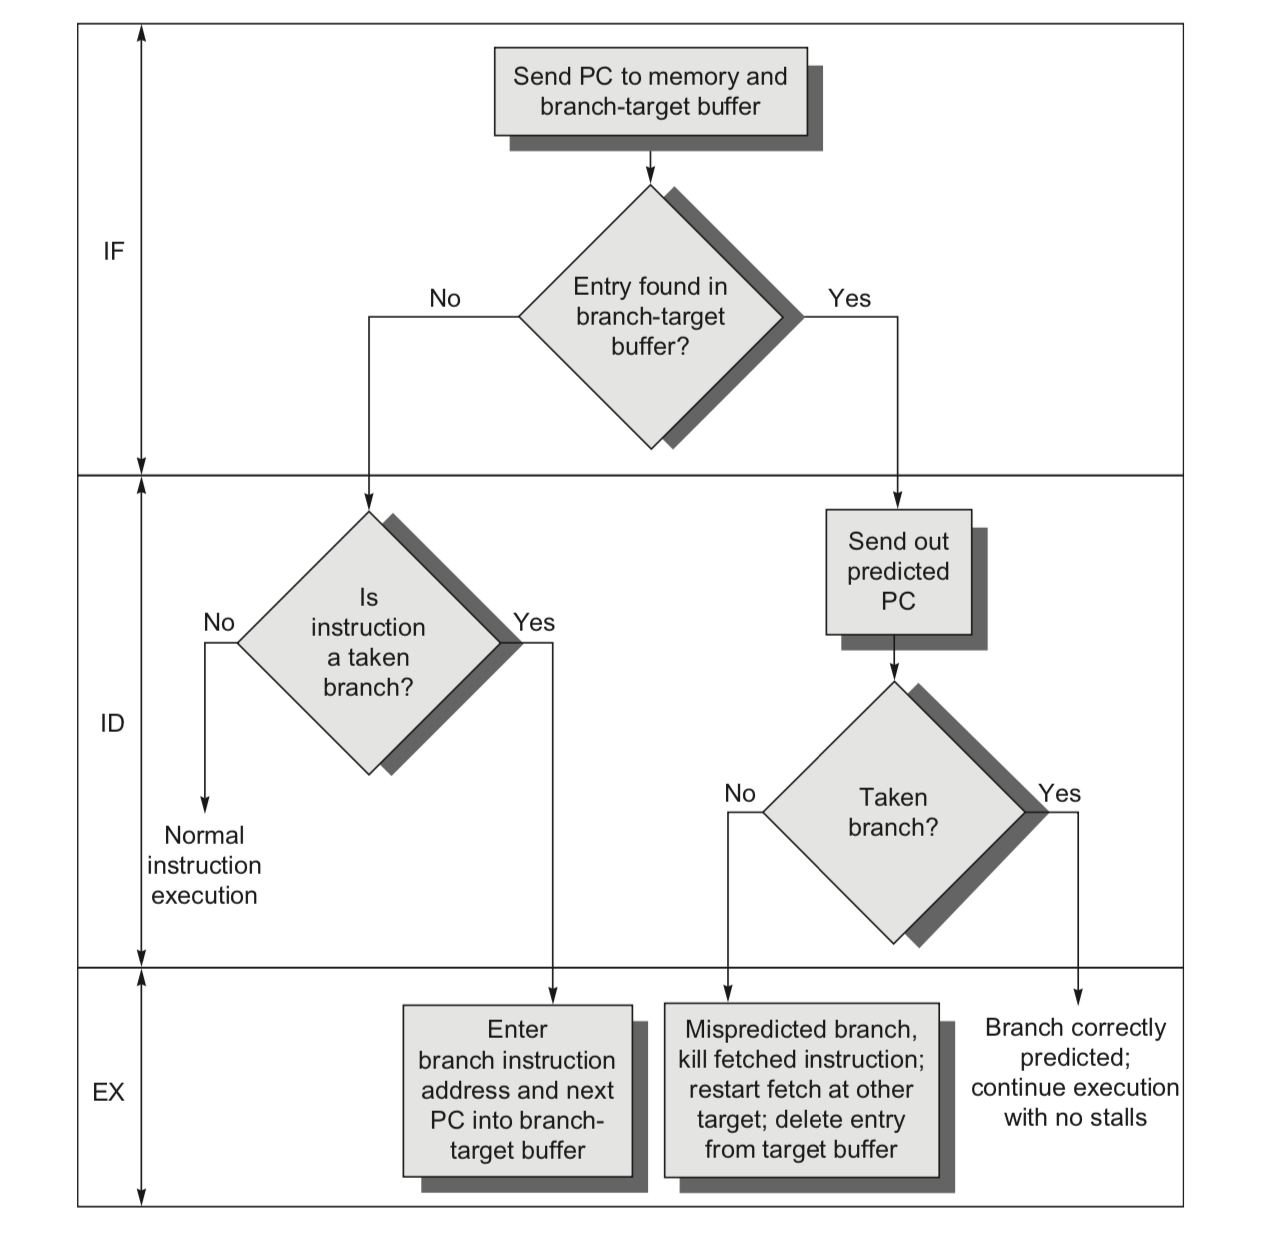 Send PC to memory and
branch-target buffer
IF
Entry found in
branch-target
buffer?
No
Yes
ID
Is
instruction
a taken
branch?
No
Yes
Normal
instruction
execution
Send out
predicted
PC
Taken
branch?
No
Yes
EX
Enter
branch instruction
address and next
PC into branch-
target buffer
Mispredicted branch,
kill fetched instruction;
restart fetch at other
target; delete entry
from target buffer
Branch correctly
predicted;
continue execution
with no stalls